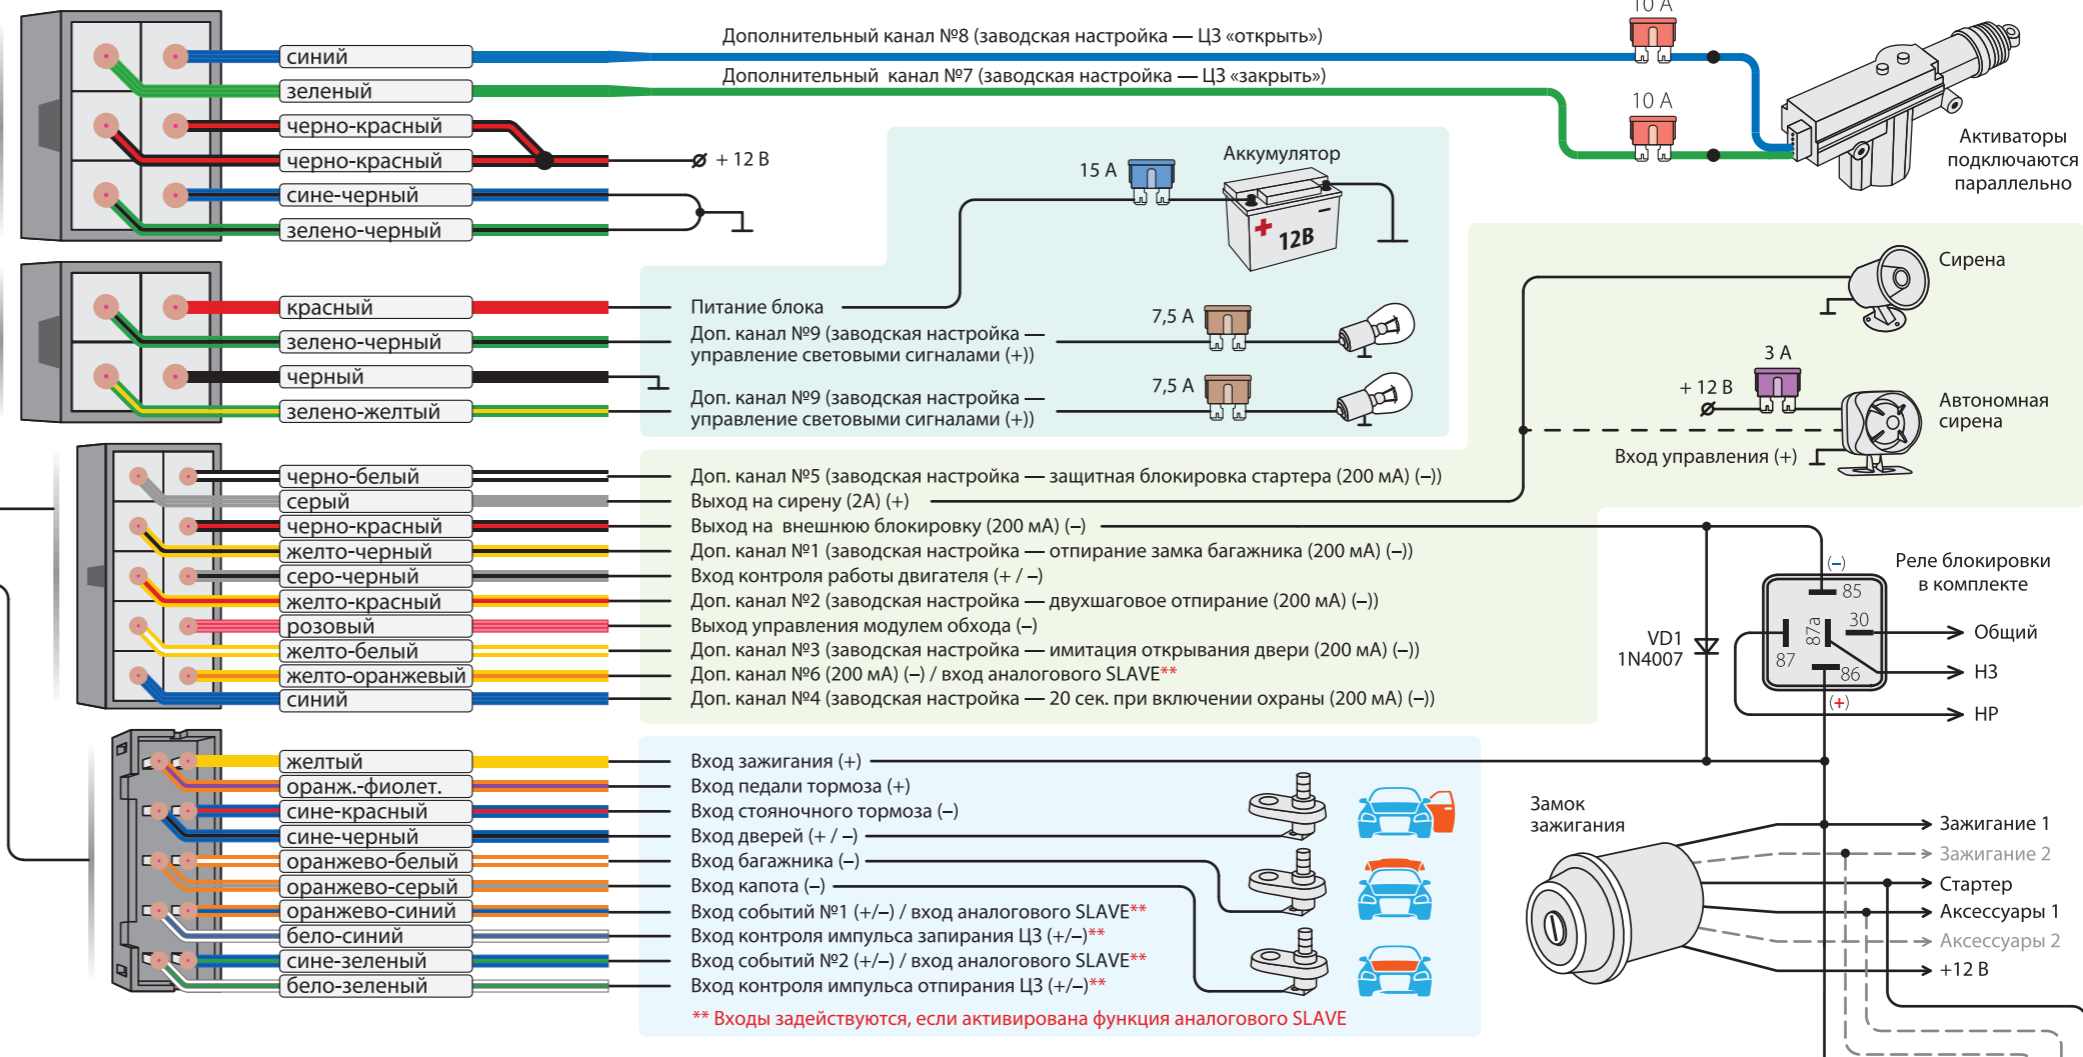 10 А
синий
Дополнительный канал №8 (заводская настройка — ЦЗ «открыть»)
зеленый
Дополнительный канал №7 (заводская настройка — ЦЗ «закрыть»)
10 А
черно-красный
черно-красный
+ 12 В
сине-черный
зелено-черный
Активаторы
подключаются
параллельно
15 А
Аккумулятор
12В
красный
Питание блока
зелено-черный
Доп. канал №9 (заводская настройка —
управление световыми сигналами (+))
7,5 А
черный
зелено-желтый
Доп. канал №9 (заводская настройка —
управление световыми сигналами (+))
7,5 А
Сирена
3 А
+ 12 В
Автономная
сирена
Вход управления (+)
черно-белый
Доп. канал №5 (заводская настройка — защитная блокировка стартера (200 мА) (–))
серый
Выход на сирену (2А) (+)
черно-красный
Выход на внешнюю блокировку (200 мА) (–)
желто-черный
Доп. канал №1 (заводская настройка — отпирание замка багажника (200 мА) (–))
серо-черный
Вход контроля работы двигателя (+ / –)
желто-красный
Доп. канал №2 (заводская настройка — двухшаговое отпирание (200 мА) (–))
розовый
Выход управления модулем обхода (–)
желто-белый
Доп. канал №3 (заводская настройка — имитация открывания двери (200 мА) (–))
желто-оранжевый
Доп. канал №6 (200 мА) (–) / вход аналогового SLAVE**
синий
Доп. канал №4 (заводская настройка — 20 сек. при включении охраны (200 мА) (–))
VD1
1N4007
Реле блокировки
в комплекте
(–)
85
30
87a
87
86
(+)
Общий
НЗ
НР
желтый
Вход зажигания (+)
оранж.-фиолет.
Вход педали тормоза (+)
сине-красный
Вход стояночного тормоза (–)
сине-черный
Вход дверей (+ / –)
оранжево-белый
Вход багажника (–)
оранжево-серый
Вход капота (–)
оранжево-синий
Вход событий №1 (+/–) / вход аналогового SLAVE**
бело-синий
Вход контроля импульса запирания ЦЗ (+/–)**
сине-зеленый
Вход событий №2 (+/–) / вход аналогового SLAVE**
бело-зеленый
Вход контроля импульса отпирания ЦЗ (+/–)**
** Входы задействуются, если активирована функция аналогового SLAVE
Замок
зажигания
Зажигание 1
Зажигание 2
Стартер
Аксессуары 1
Аксессуары 2
+12 В